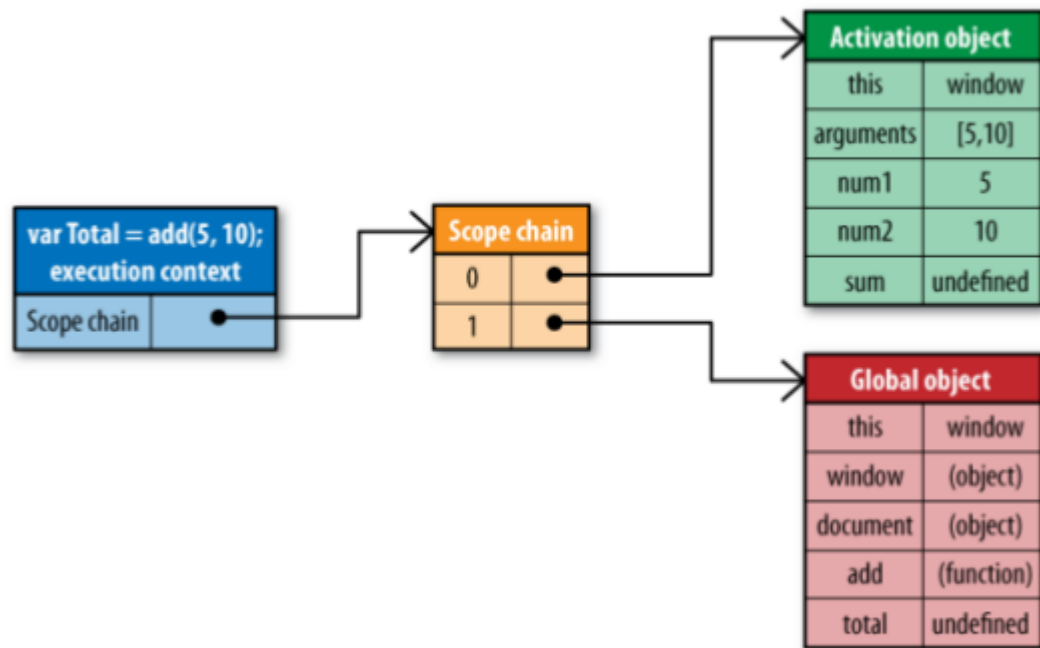 var Total = add(5, 10);
execution context
Scope chain
Scope chain
0
1
Activation object
this window
arguments [5,10]
num1 5
num2 10
sum undefined
Global object
this window
window (object)
document (object)
add (function)
total undefined